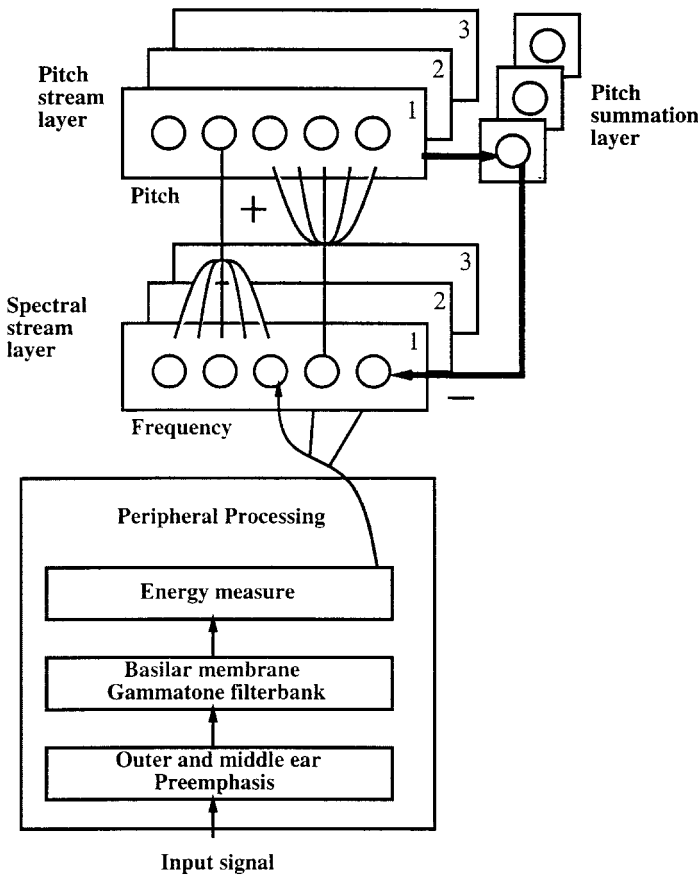 3
2
1
Pitch
stream
layer
Pitch
summation
layer
Pitch
+
3
2
1
Spectral
stream
layer
−
Frequency
Peripheral Processing
Energy measure
Basilar membrane
Gammatone filterbank
Outer and middle ear
Preemphasis
Input signal